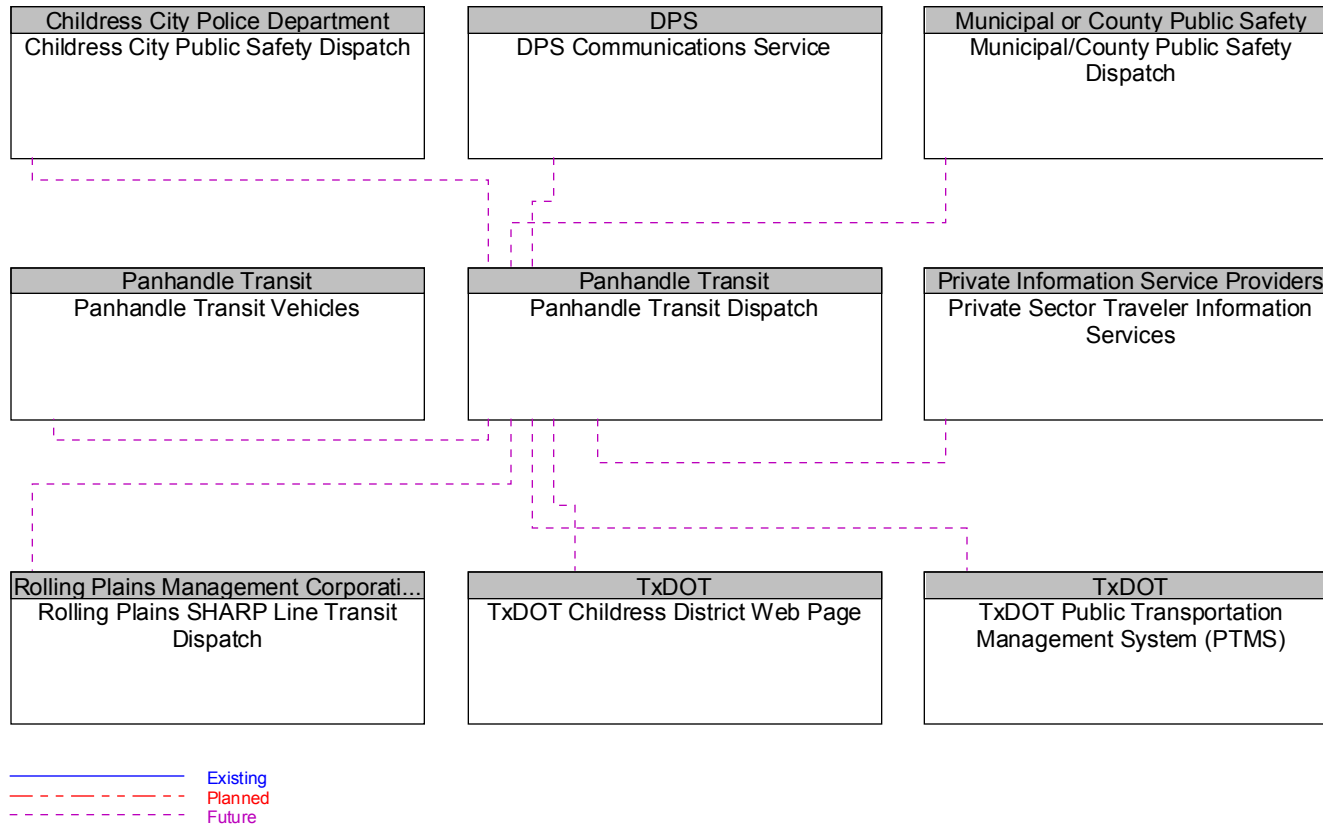 Childress City Police Department
Childress City Public Safety Dispatch
DPS
DPS Communications Service
Municipal or County Public Safety
Municipal/County Public Safety
Dispatch
Panhandle Transit
Panhandle Transit Vehicles
Panhandle Transit
Panhandle Transit Dispatch
Private Information Service Providers
Private Sector Traveler Information
Services
Rolling Plains Management Corporati...
Rolling Plains SHARP Line Transit
Dispatch
TxDOT
TxDOT Childress District Web Page
TxDOT
TxDOT Public Transportation
Management System (PTMS)
Existing
Planned
Future